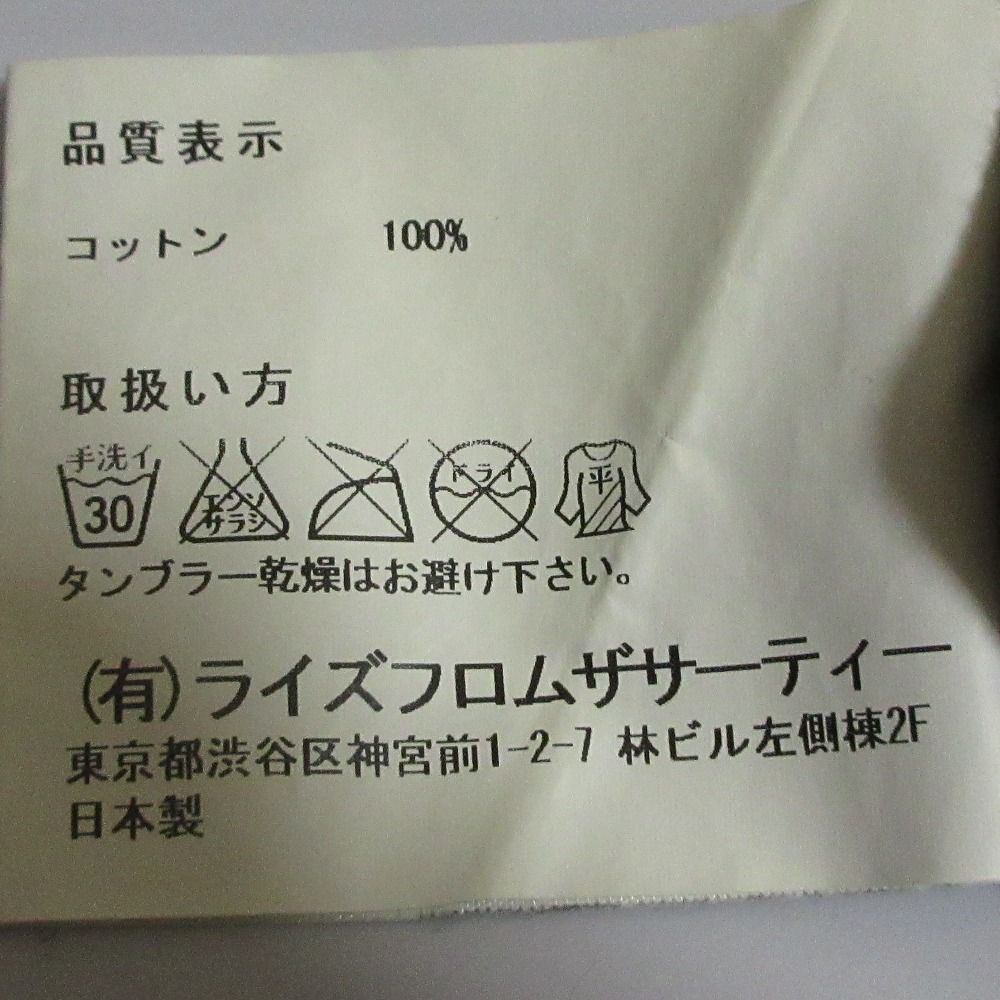 品質表示
コットン 100%
取扱い方
手洗イ 30 エンソサラシ ドライ 平
タンブラー乾燥はお避け下さい。
(有)ライズフロムザサーティー
東京都渋谷区神宮前1-2-7 林ビル左側棟2F
日本製